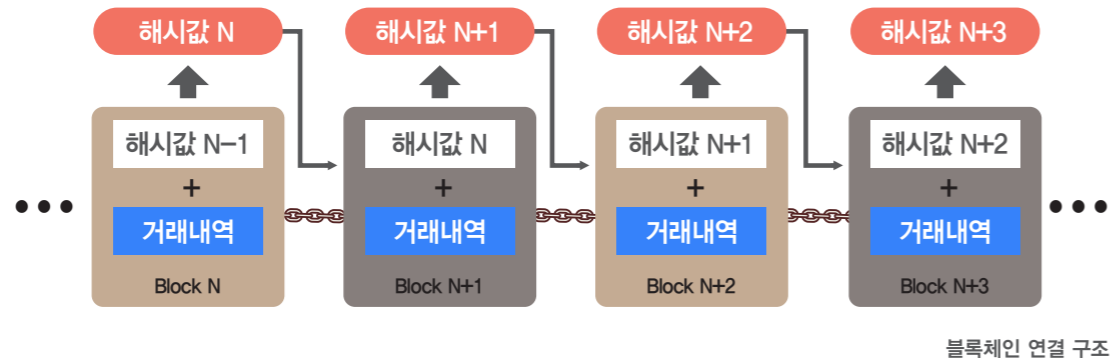 해시값 N
해시값 N+1
해시값 N+2
해시값 N+3
해시값 N-1
해시값 N
해시값 N+1
해시값 N+2
+
+
+
+
거래내역
거래내역
거래내역
거래내역
Block N
Block N+1
Block N+2
Block N+3
블록체인 연결 구조